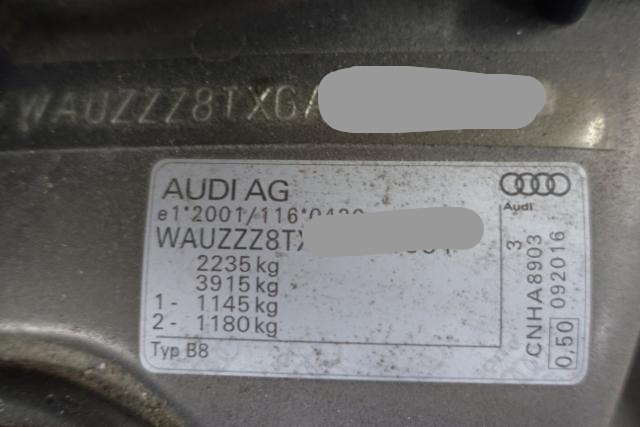 WAUZZZ8TXG
AUDI AG
Audi
e1*2001/116*0430
WAUZZZ8TX
2235 kg
3915 kg
1 - 1145 kg
2 - 1180 kg
Typ B8
3
CNHA8903
0,50 092016